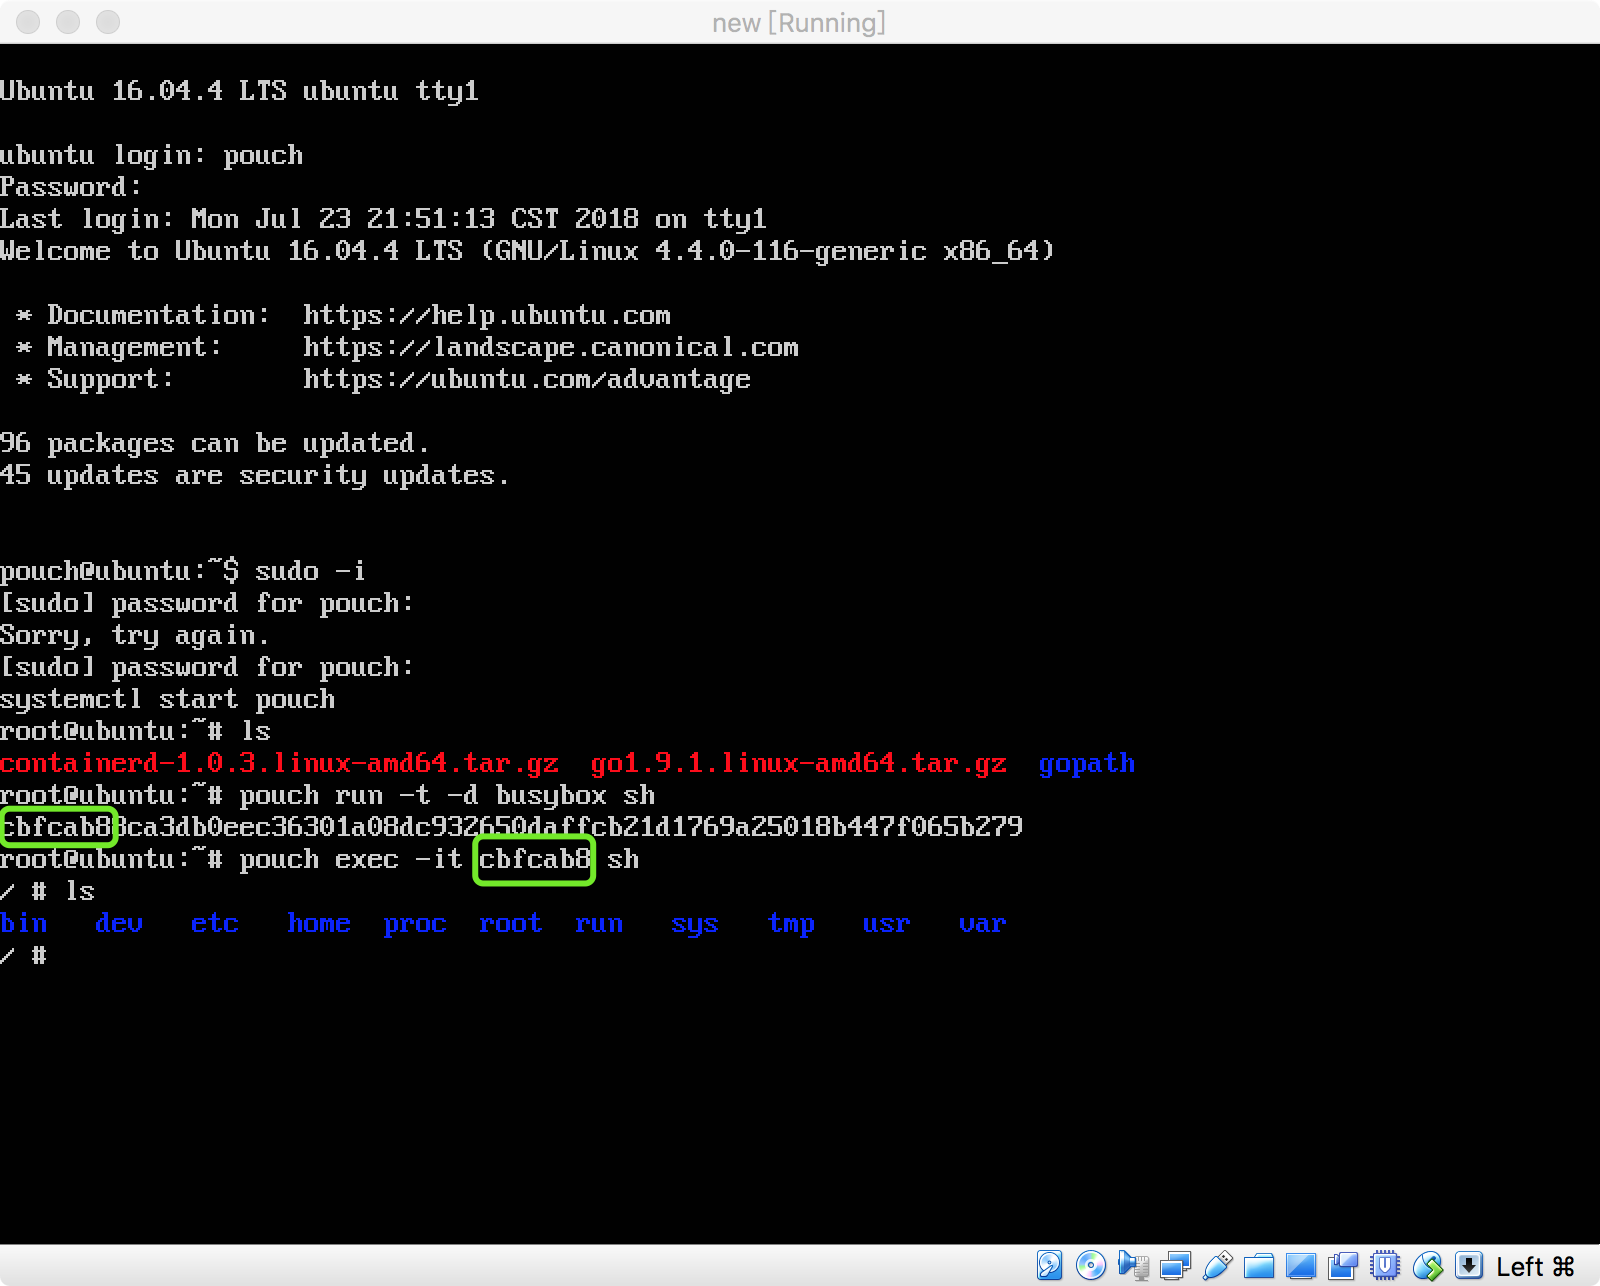 new [Running]
Ubuntu 16.04.4 LTS ubuntu tty1
ubuntu login: pouch
Password:
Last login: Mon Jul 23 21:51:13 CST 2018 on tty1
Welcome to Ubuntu 16.04.4 LTS (GNU/Linux 4.4.0-116-generic x86_64)
* Documentation:  https://help.ubuntu.com
* Management:     https://landscape.canonical.com
* Support:        https://ubuntu.com/advantage
96 packages can be updated.
45 updates are security updates.
pouch@ubuntu:~$ sudo -i
[sudo] password for pouch:
Sorry, try again.
[sudo] password for pouch:
systemctl start pouch
root@ubuntu:~# ls
containerd-1.0.3.linux-amd64.tar.gz  go1.9.1.linux-amd64.tar.gz  gopath
root@ubuntu:~# pouch run -t -d busybox sh
cbfcab83ca3db0eec36301a08dc932650daffcb21d1769a25018b447f065b279
root@ubuntu:~# pouch exec -it cbfcab8 sh
/ # ls
bin   dev   etc   home  proc  root  run   sys   tmp   usr   var
/ #
Left ⌘